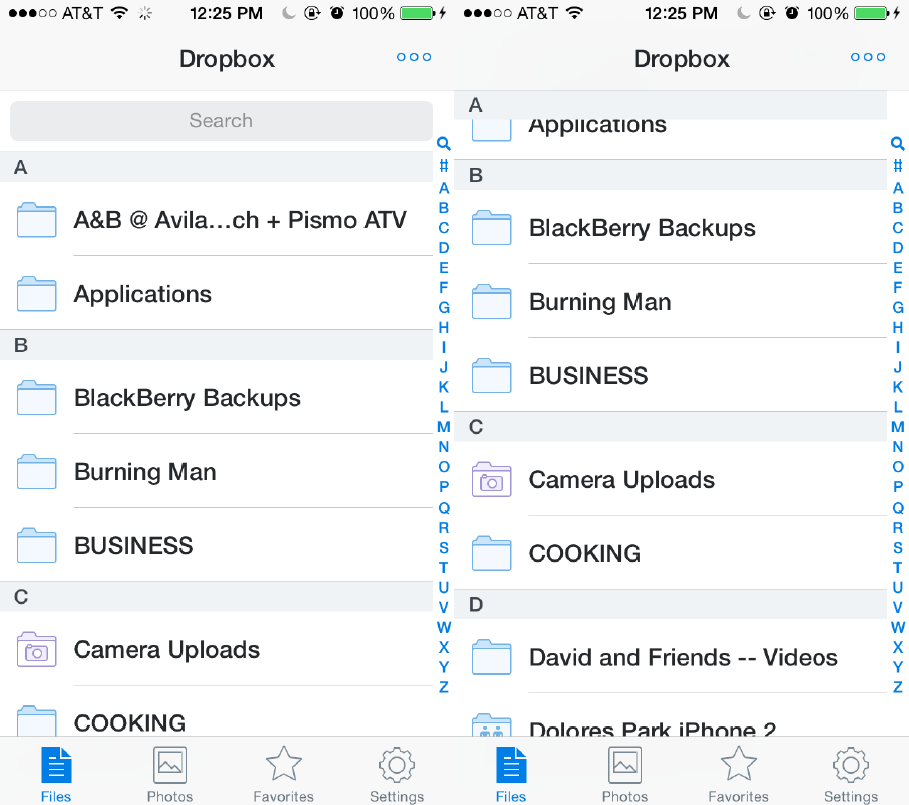 AT&T 12:25 PM 100%
Dropbox
Search
A
A&B @ Avila...ch + Pismo ATV
Applications
B
BlackBerry Backups
Burning Man
BUSINESS
C
Camera Uploads
COOKING
#
A
B
C
D
E
F
G
H
I
J
K
L
M
N
O
P
Q
R
S
T
U
V
W
X
Y
Z
Files Photos Favorites Settings
AT&T 12:25 PM 100%
Dropbox
A
Applications
B
BlackBerry Backups
Burning Man
BUSINESS
C
Camera Uploads
COOKING
D
David and Friends -- Videos
Dolores Park iPhone 2
#
A
B
C
D
E
F
G
H
I
J
K
L
M
N
O
P
Q
R
S
T
U
V
W
X
Y
Z
Files Photos Favorites Settings